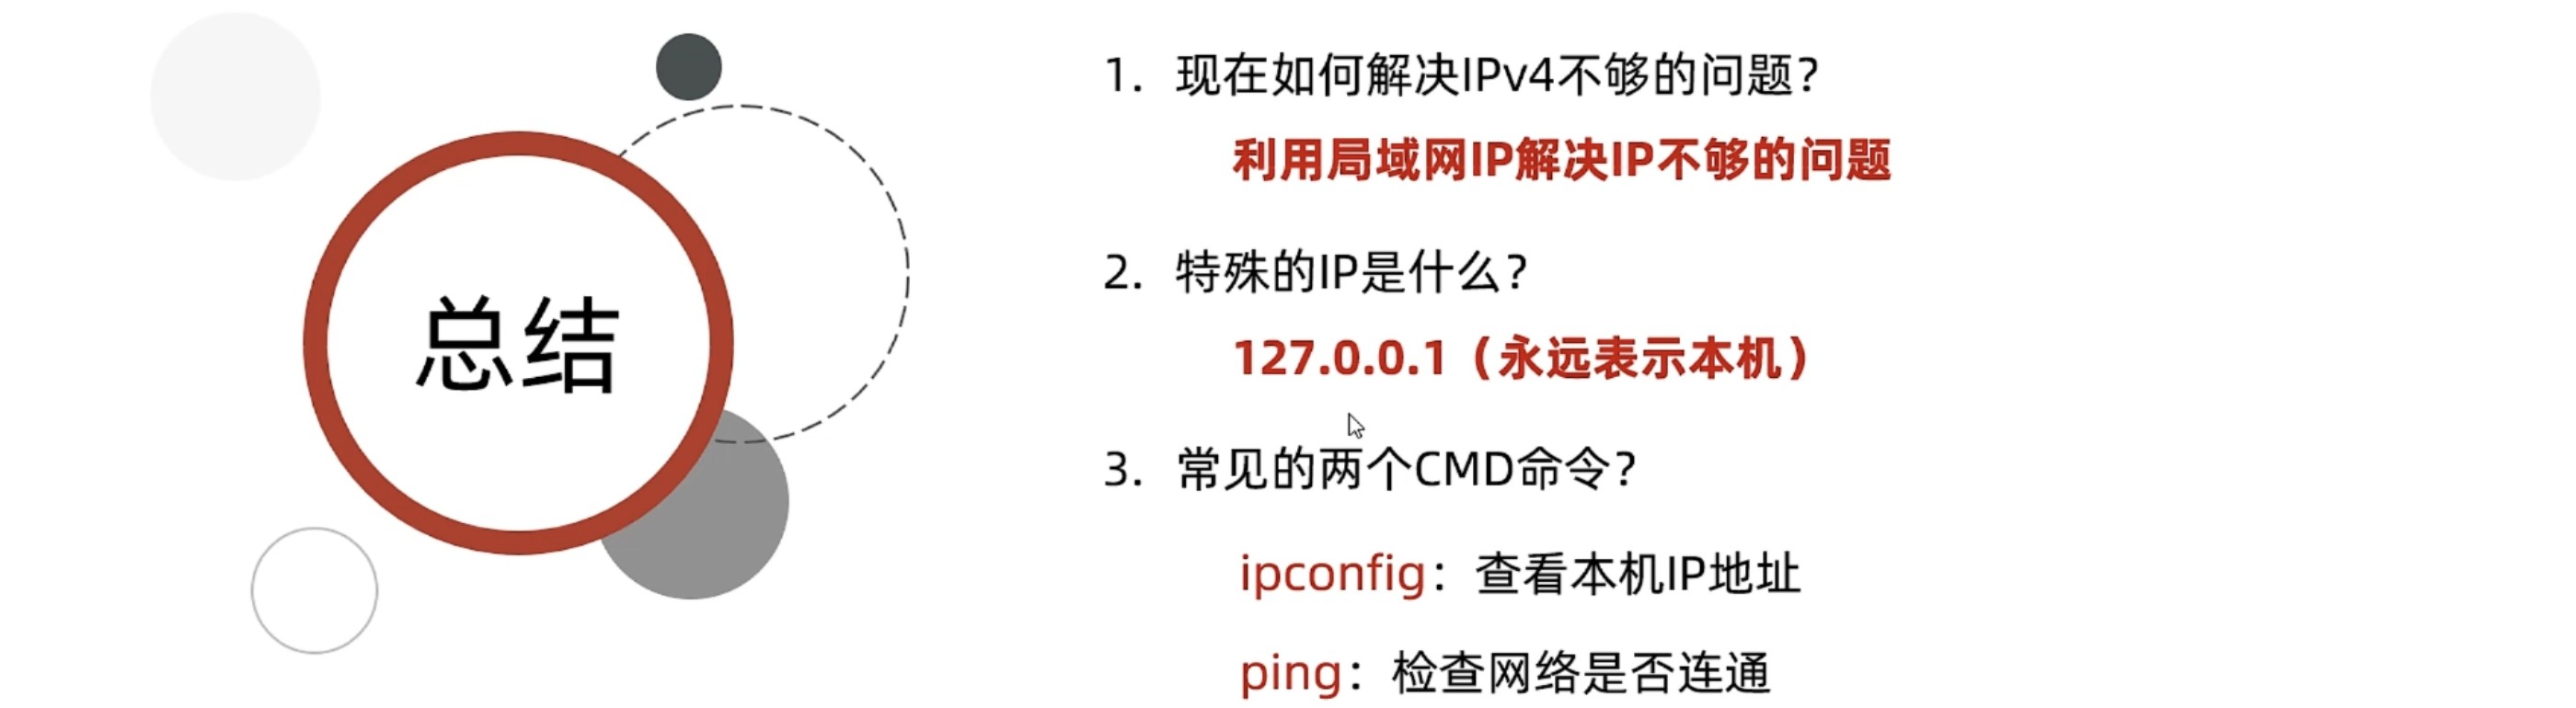 总结
1. 现在如何解决IPv4不够的问题？
利用局域网IP解决IP不够的问题
2. 特殊的IP是什么？
127.0.0.1（永远表示本机）
3. 常见的两个CMD命令？
ipconfig：查看本机IP地址
ping：检查网络是否连通